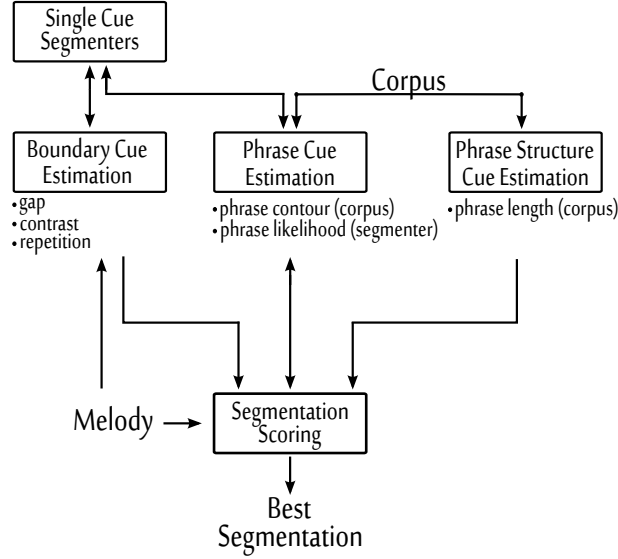 Single Cue
Segmenters
Corpus
Boundary Cue
Estimation
Phrase Cue
Estimation
Phrase Structure
Cue Estimation
• gap
• contrast
• repetition
• phrase contour (corpus)
• phrase likelihood (segmenter)
• phrase length (corpus)
Melody
Segmentation
Scoring
Best
Segmentation